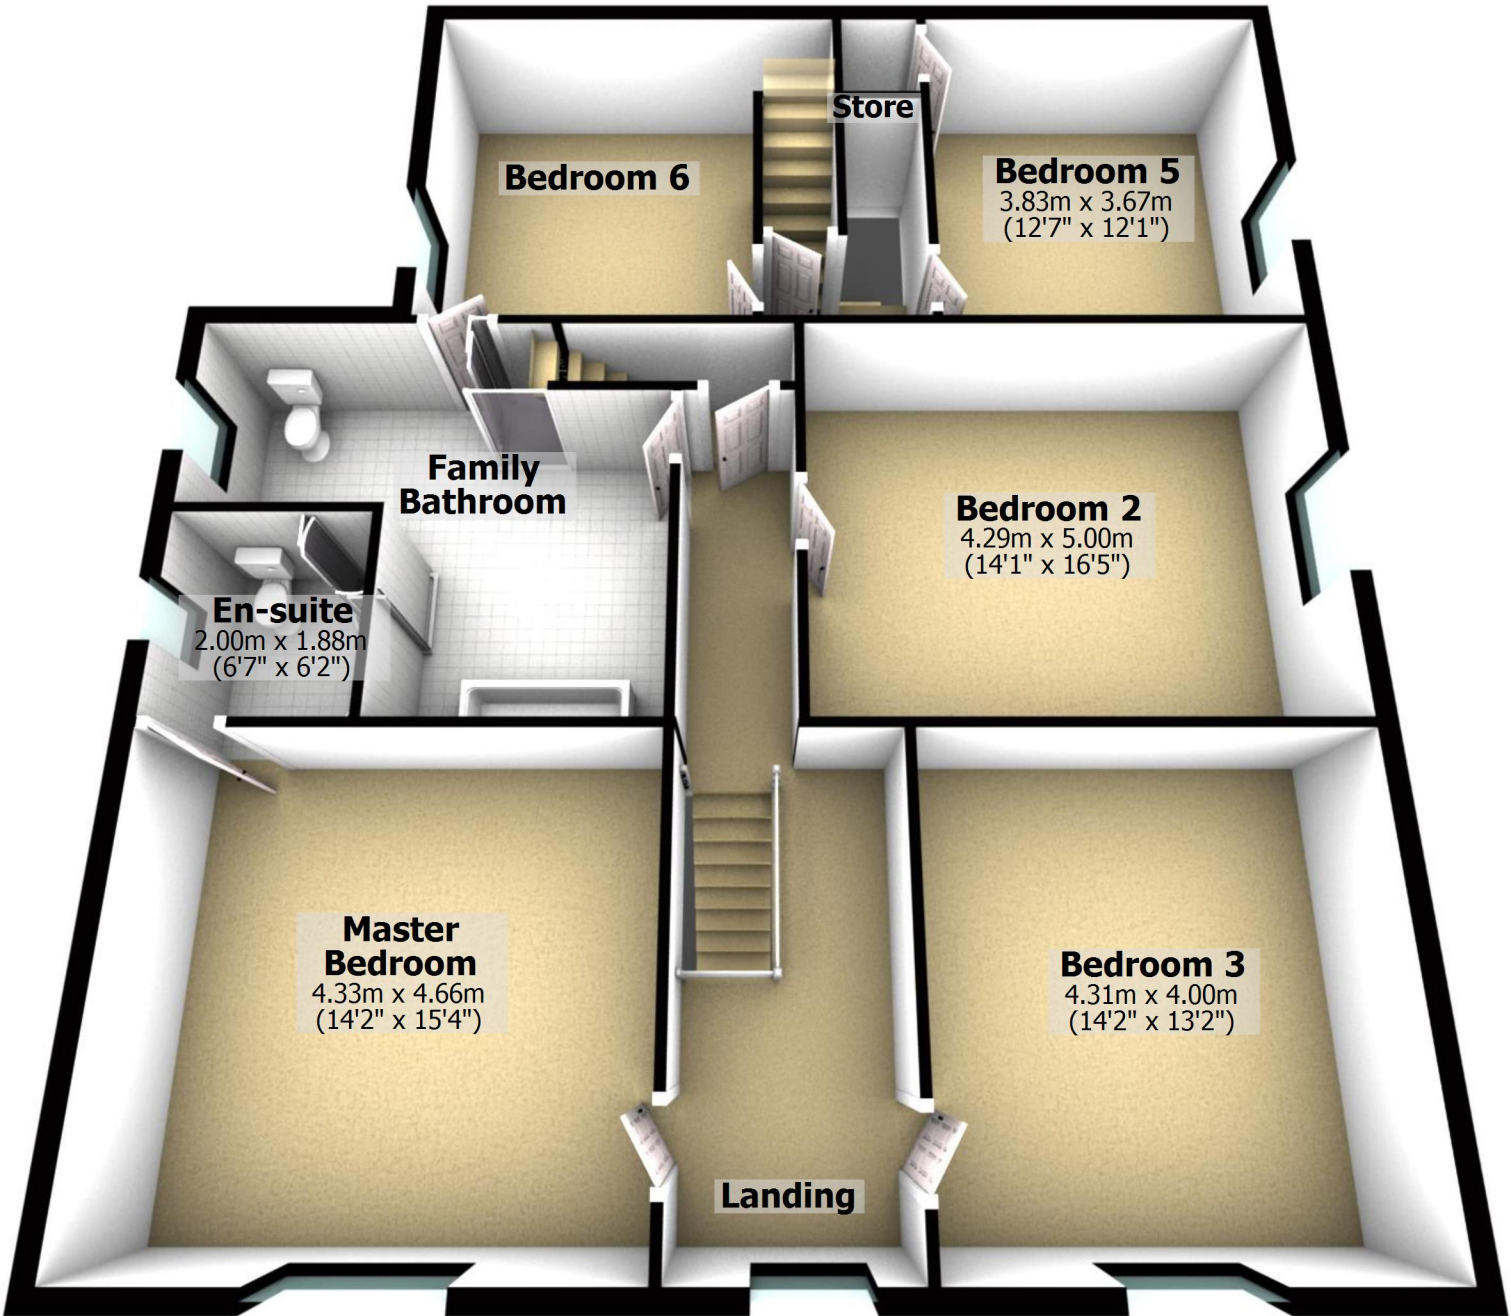 Store
Bedroom 6
Bedroom 5
3.83m x 3.67m
(12'7" x 12'1")
Family
Bathroom
Bedroom 2
4.29m x 5.00m
(14'1" x 16'5")
En-suite
2.00m x 1.88m
(6'7" x 6'2")
Master
Bedroom
4.33m x 4.66m
(14'2" x 15'4")
Bedroom 3
4.31m x 4.00m
(14'2" x 13'2")
Landing